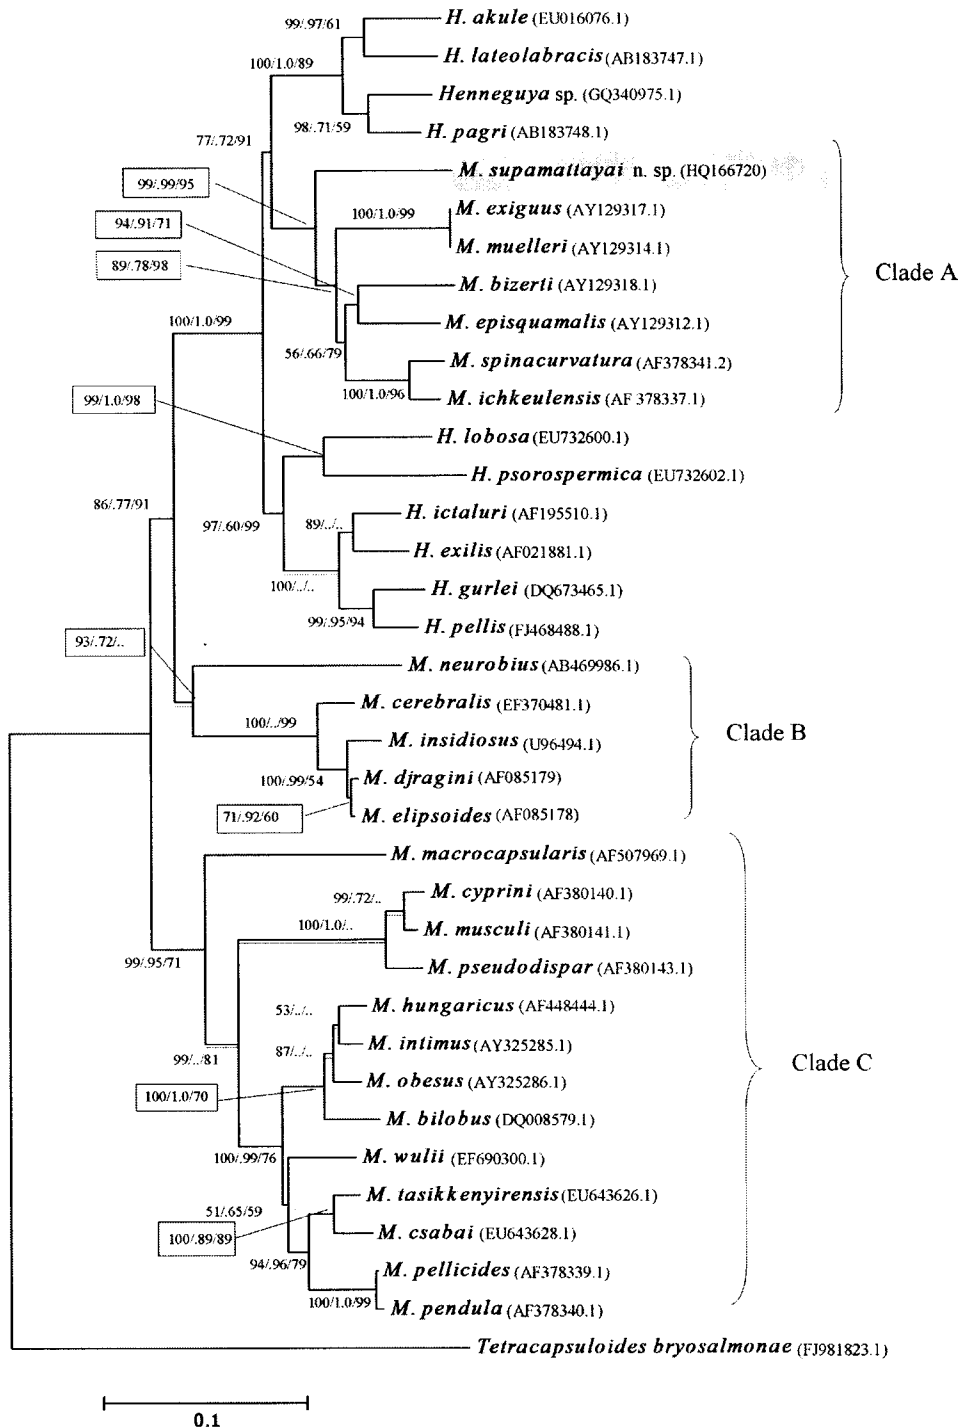 99/.97/61
H. akule (EU016076.1)
H. lateolabracis (AB183747.1)
100/1.0/89
Henneguya sp. (GQ340975.1)
98/.71/59
H. pagri (AB183748.1)
77/.72/91
M. supamattayai n. sp. (HQ166720)
99/.99/95
100/1.0/99
M. exiguus (AY129317.1)
94/.91/71
M. muelleri (AY129314.1)
89/.78/98
Clade A
M. bizerti (AY129318.1)
100/1.0/99
M. episquamalis (AY129312.1)
56/.66/79
M. spinacurvatura (AF378341.2)
100/1.0/96
M. ichkeulensis (AF 378337.1)
99/1.0/98
H. lobosa (EU732600.1)
H. psorospermica (EU732602.1)
86/.77/91
H. ictaluri (AF195510.1)
97/.60/99
89/../..
H. exilis (AF021881.1)
100/../..
H. gurlei (DQ673465.1)
99/.95/94
H. pellis (FJ468488.1)
93/.72/..
M. neurobius (AB469986.1)
M. cerebralis (EF370481.1)
100/../99
Clade B
M. insidiosus (U96494.1)
100/.99/54
M. djragini (AF085179)
71/.92/60
M. elipsoides (AF085178)
M. macrocapsularis (AF507969.1)
99/.72/..
M. cyprini (AF380140.1)
100/1.0/..
M. musculi (AF380141.1)
99/.95/71
M. pseudodispar (AF380143.1)
53/../..
M. hungaricus (AF448444.1)
M. intimus (AY325285.1)
87/../..
99/../81
Clade C
M. obesus (AY325286.1)
100/1.0/70
M. bilobus (DQ008579.1)
100/.99/76
M. wulii (EF690300.1)
M. tasikkenyirensis (EU643626.1)
51/.65/59
M. csabai (EU643628.1)
100/.89/89
94/.96/79
M. pellicides (AF378339.1)
100/1.0/99
M. pendula (AF378340.1)
Tetracapsuloides bryosalmonae (FJ981823.1)
0.1